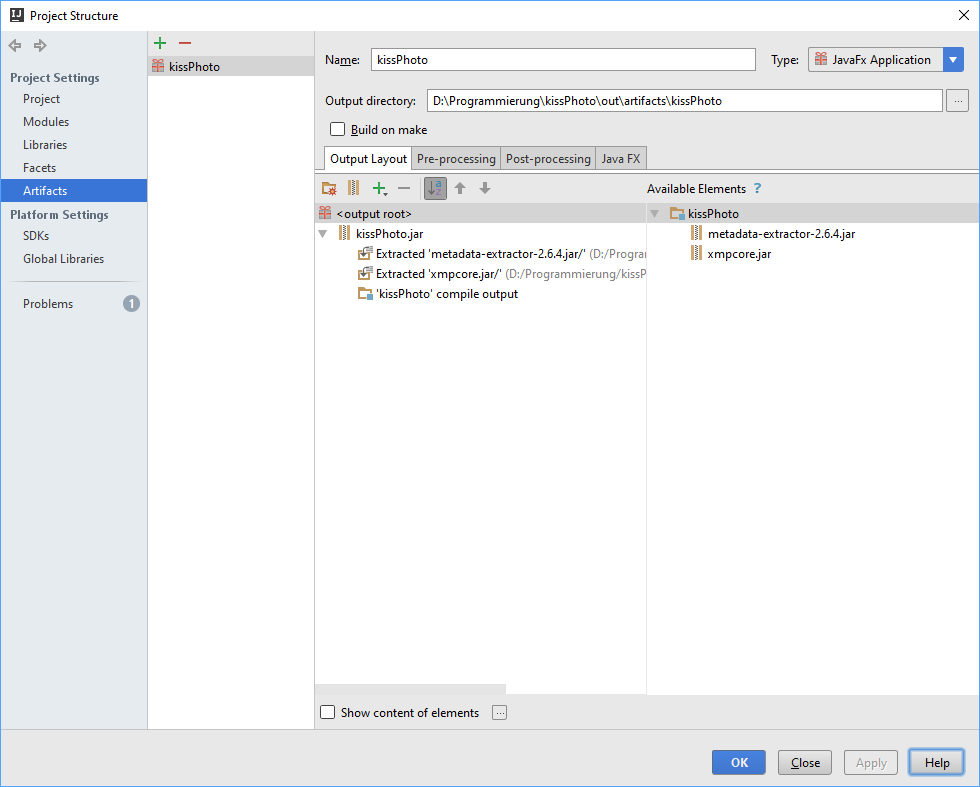 Project Structure
Project Settings
Project
Modules
Libraries
Facets
Artifacts
Platform Settings
SDKs
Global Libraries
Problems 1
kissPhoto
Name: kissPhoto Type: JavaFx Application
Output directory: D:\Programmierung\kissPhoto\out\artifacts\kissPhoto ...
Build on make
Output Layout Pre-processing Post-processing Java FX
a z Available Elements ?
<output root>
kissPhoto.jar
Extracted 'metadata-extractor-2.6.4.jar/' (D:/Program
Extracted 'xmpcore.jar/' (D:/Programmierung/kissP
'kissPhoto' compile output
kissPhoto
metadata-extractor-2.6.4.jar
xmpcore.jar
Show content of elements ...
OK Close Apply Help